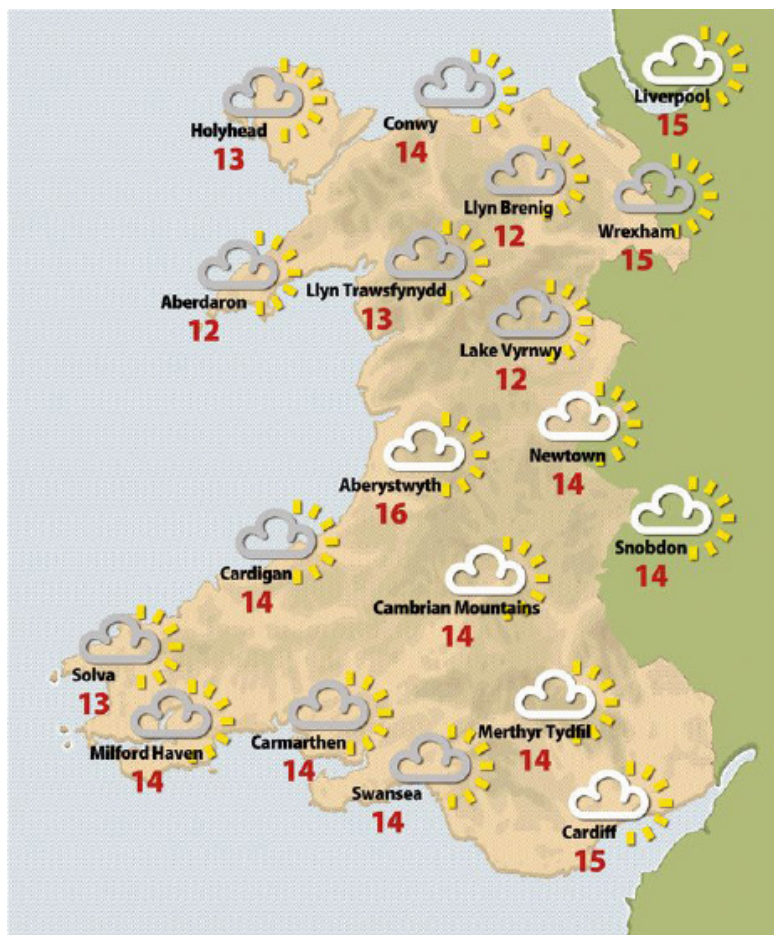 Liverpool
15
Holyhead
13
Conwy
14
Llyn Brenig
12
Wrexham
15
Aberdaron
12
Llyn Trawsfynydd
13
Lake Vyrnwy
12
Newtown
14
Aberystwyth
16
Snobdon
14
Cardigan
14
Cambrian Mountains
14
Solva
13
Milford Haven
14
Carmarthen
14
Merthyr Tydfil
14
Swansea
14
Cardiff
15